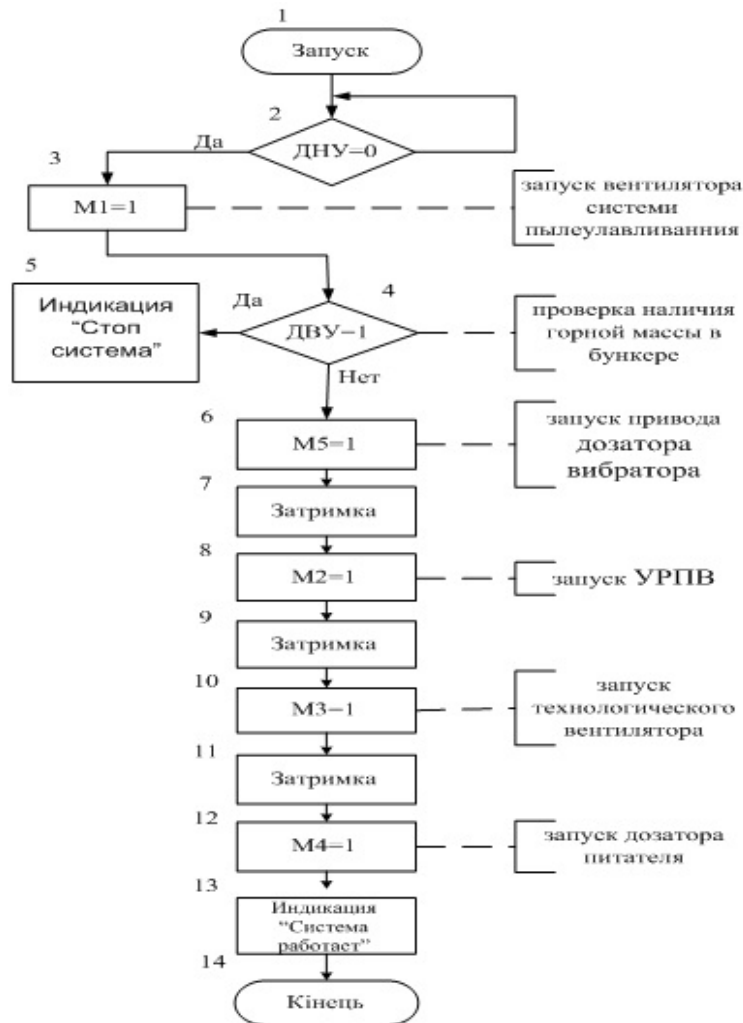 1
Запуск
2
ДНУ=0
Да
3
М1=1
запуск вентилятора
системи
пылеулавливанния
5
Индикация
“Стоп
система”
Да
4
ДВУ=1
Нет
проверка наличия
горной массы в
бункере
6
М5=1
запуск привода
дозатора
вибратора
7
Затримка
8
М2=1
запуск УРПВ
9
Затримка
10
М3=1
запуск
технологического
вентилятора
11
Затримка
12
М4=1
запуск дозатора
питателя
13
Индикация
“Система
работает”
14
Кінець